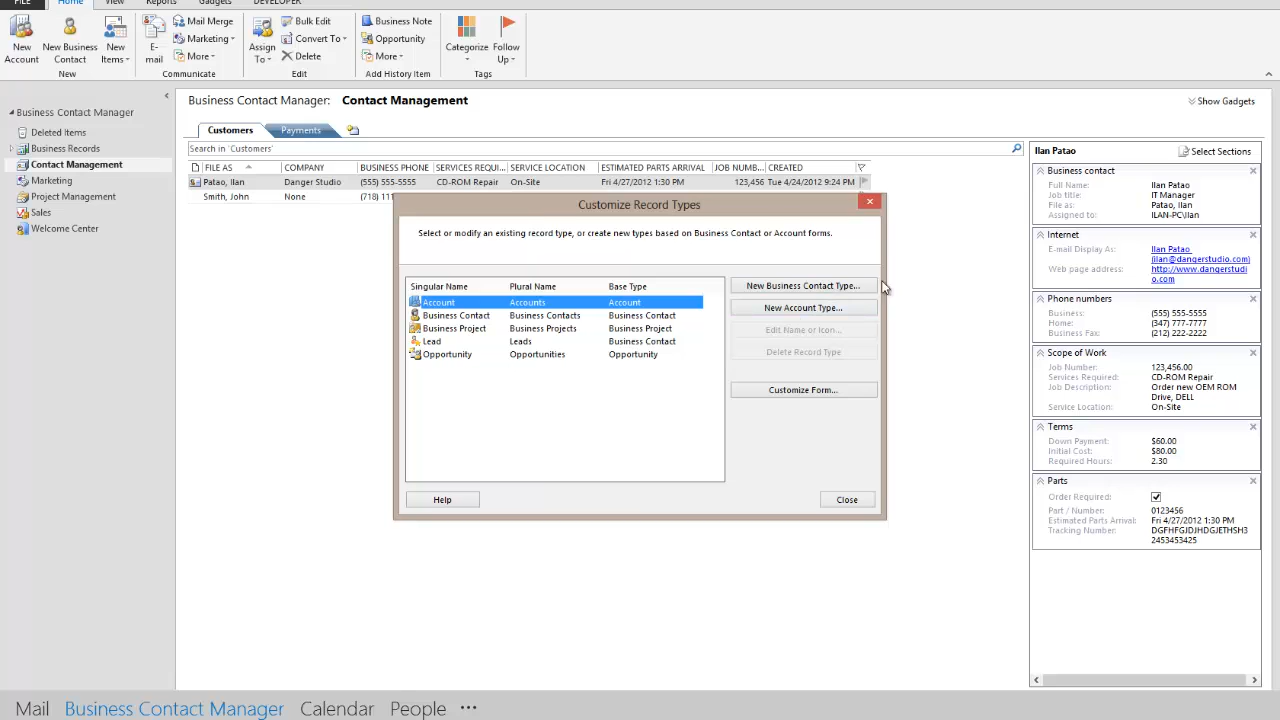 FILE Home View Reports Gadgets DEVELOPER
New Account
New Business Contact
New Items
New
E-mail
Mail Merge
Marketing
More
Communicate
Assign To
Bulk Edit
Convert To
Delete
Edit
Business Note
Opportunity
More
Add History Item
Categorize
Follow Up
Tags
Business Contact Manager
Deleted Items
Business Records
Contact Management
Marketing
Project Management
Sales
Welcome Center
Business Contact Manager: Contact Management
Show Gadgets
Customers Payments
Search in 'Customers'
FILE AS COMPANY BUSINESS PHONE SERVICES REQUI... SERVICE LOCATION ESTIMATED PARTS ARRIVAL JOB NUMB... CREATED
Patao, Ilan Danger Studio (555) 555-5555 CD-ROM Repair On-Site Fri 4/27/2012 1:30 PM 123,456 Tue 4/24/2012 9:24 PM
Smith, John None (718) 111
Customize Record Types
Select or modify an existing record type, or create new types based on Business Contact or Account forms.
Singular Name Plural Name Base Type
Account Accounts Account
Business Contact Business Contacts Business Contact
Business Project Business Projects Business Project
Lead Leads Business Contact
Opportunity Opportunities Opportunity
New Business Contact Type...
New Account Type...
Edit Name or Icon...
Delete Record Type
Customize Form...
Help
Close
Ilan Patao
Select Sections
Business contact
Full Name: Ilan Patao
Job title: IT Manager
File as: Patao, Ilan
Assigned to: ILAN-PC\Ilan
Internet
E-mail Display As: Ilan Patao
(ilan@dangerstudio.com)
Web page address: http://www.dangerstudi
o.com
Phone numbers
Business: (555) 555-5555
Home: (347) 777-7777
Business Fax: (212) 222-2222
Scope of Work
Job Number: 123,456.00
Services Required: CD-ROM Repair
Job Description: Order new OEM ROM
Drive, DELL
Service Location: On-Site
Terms
Down Payment: $60.00
Initial Cost: $80.00
Required Hours: 2.30
Parts
Order Required:
Part / Number: 0123456
Estimated Parts Arrival: Fri 4/27/2012 1:30 PM
Tracking Number: DGFHFGJDJHDGJETHSH3
2453453425
Mail Business Contact Manager Calendar People ...